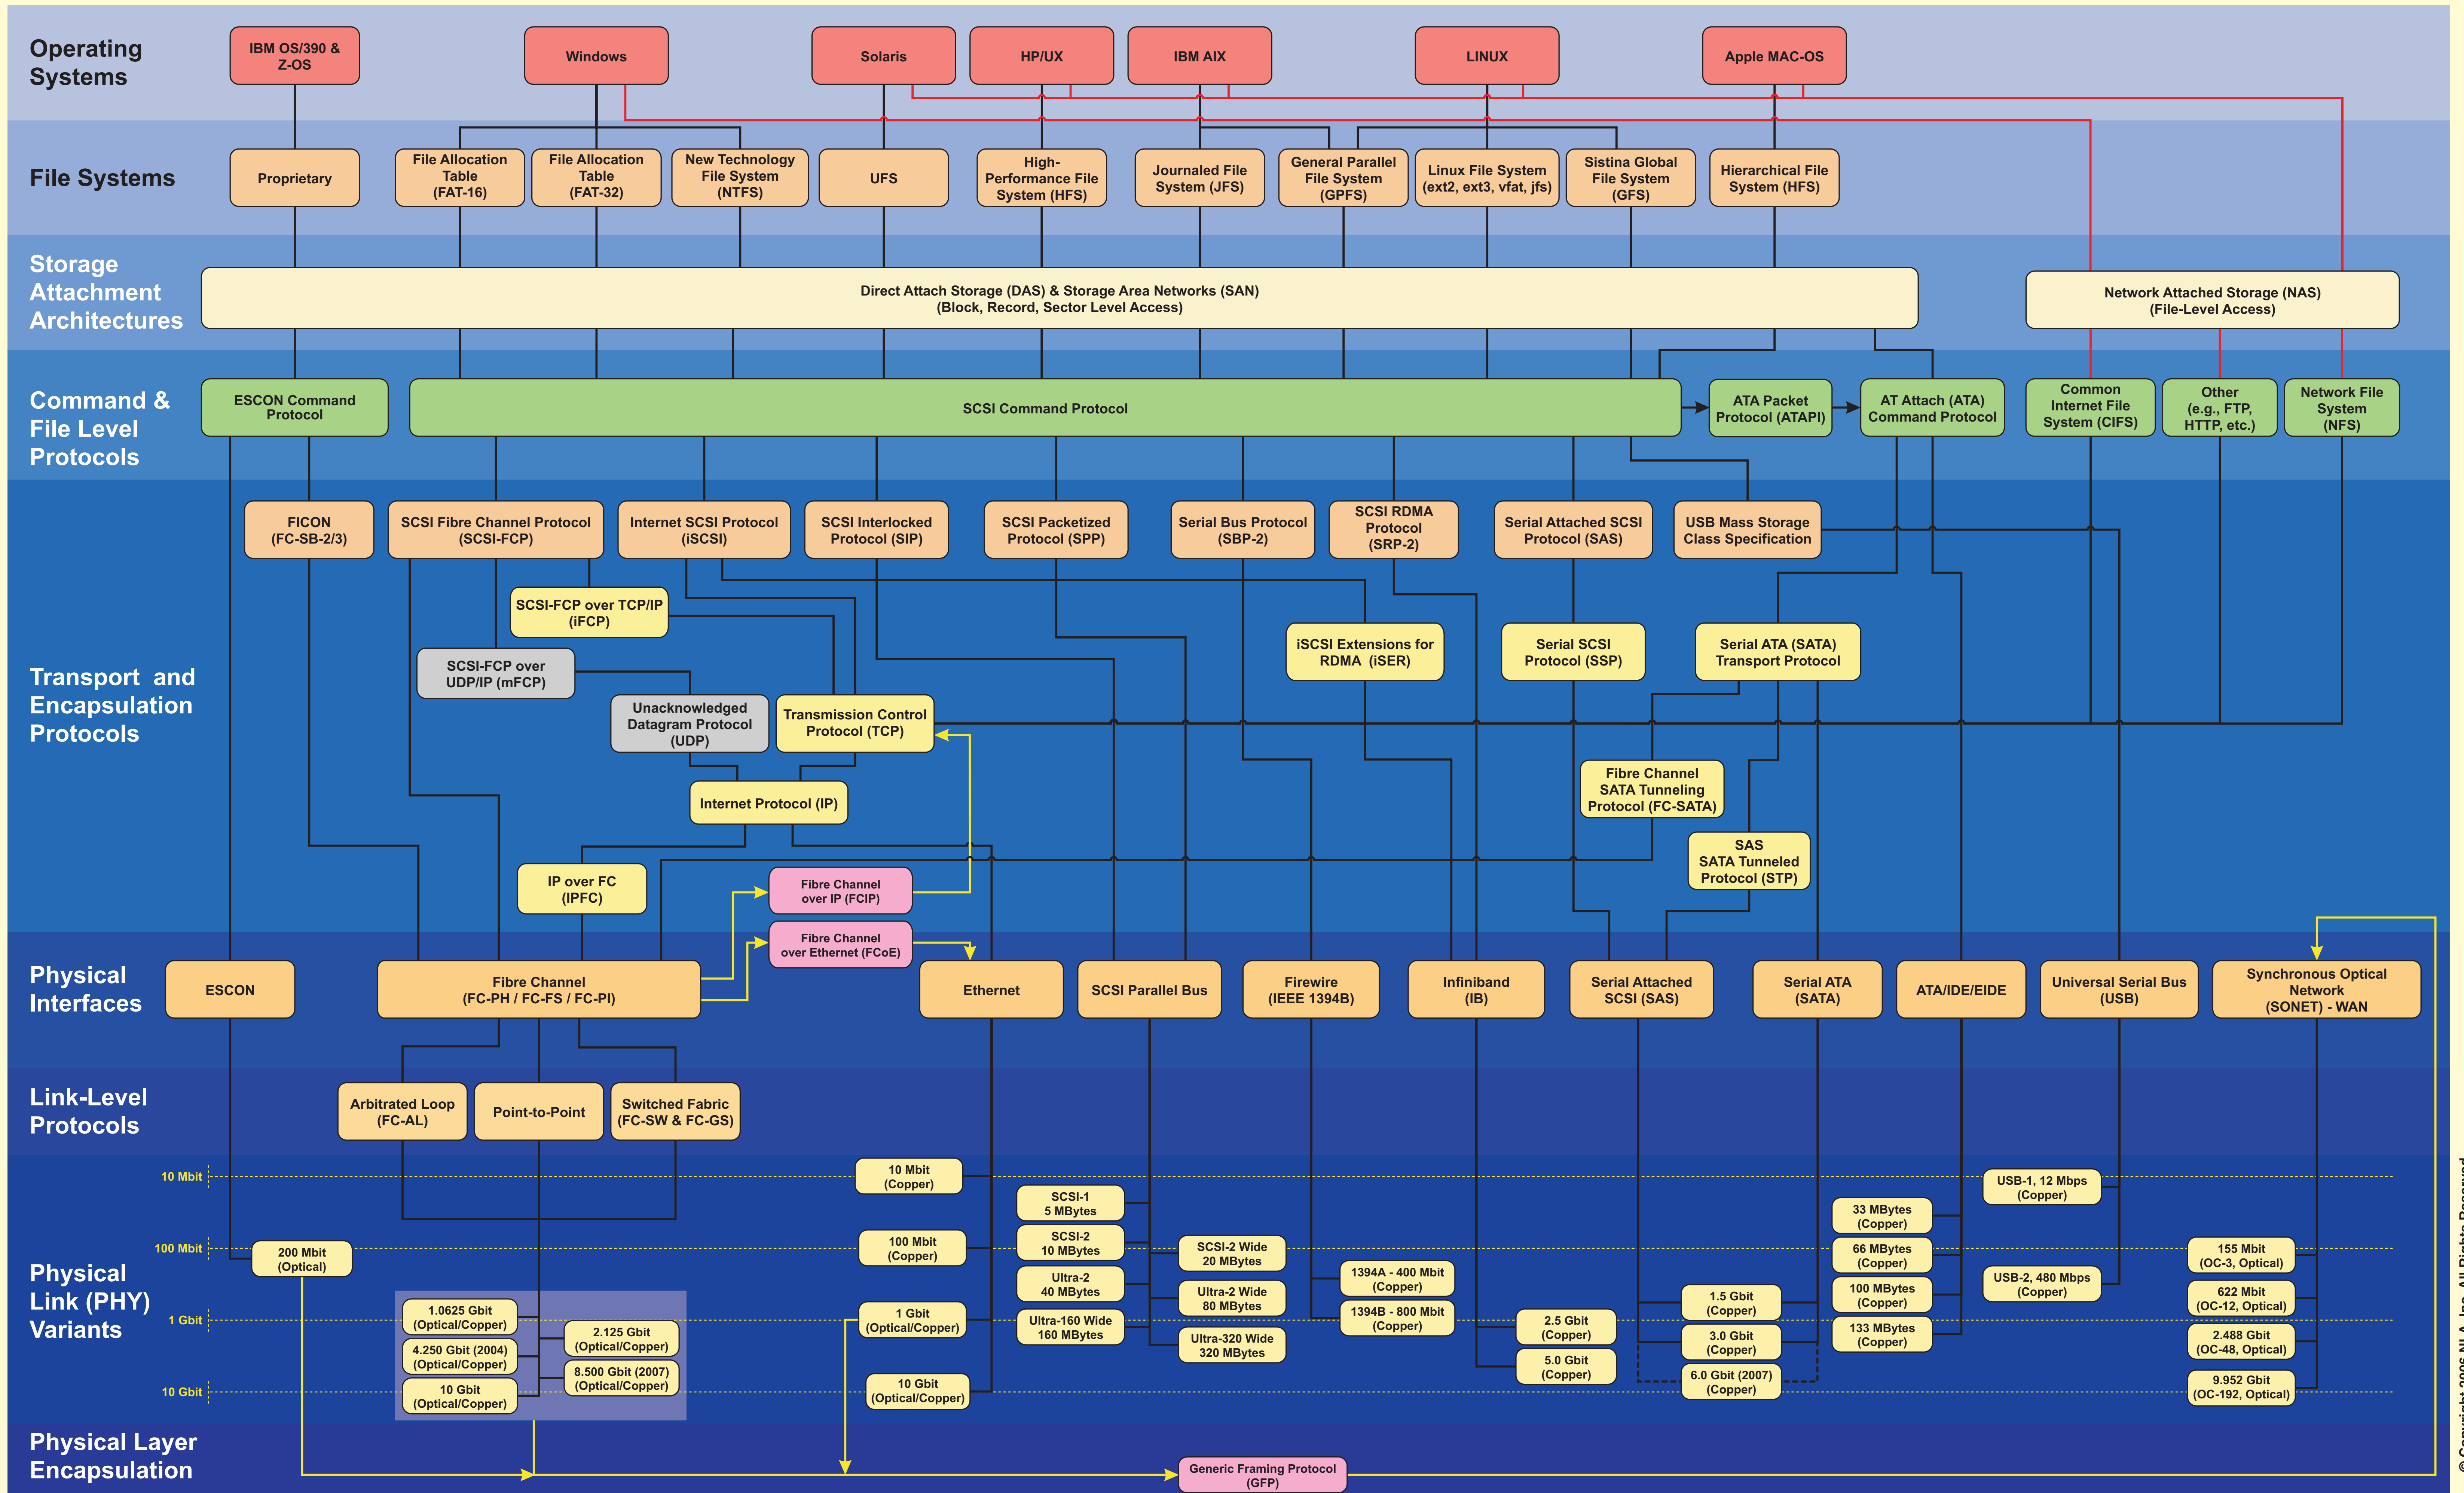 Operating
Systems
IBM OS/390 &
Z-OS
Windows
Solaris
HP/UX
IBM AIX
LINUX
Apple MAC-OS
File Systems
Proprietary
File Allocation
Table
(FAT-16)
File Allocation
Table
(FAT-32)
New Technology
File System
(NTFS)
UFS
High-
Performance File
System (HFS)
Journaled File
System (JFS)
General Parallel
File System
(GPFS)
Linux File System
(ext2, ext3, vfat, jfs)
Sistina Global
File System
(GFS)
Hierarchical File
System (HFS)
Storage
Attachment
Architectures
Direct Attach Storage (DAS) & Storage Area Networks (SAN)
(Block, Record, Sector Level Access)
Network Attached Storage (NAS)
(File-Level Access)
Command &
File Level
Protocols
ESCON Command
Protocol
SCSI Command Protocol
ATA Packet
Protocol (ATAPI)
AT Attach (ATA)
Command Protocol
Common
Internet File
System (CIFS)
Other
(e.g., FTP,
HTTP, etc.)
Network File
System
(NFS)
Transport and
Encapsulation
Protocols
FICON
(FC-SB-2/3)
SCSI Fibre Channel Protocol
(SCSI-FCP)
Internet SCSI Protocol
(iSCSI)
SCSI Interlocked
Protocol (SIP)
SCSI Packetized
Protocol (SPP)
Serial Bus Protocol
(SBP-2)
SCSI RDMA
Protocol
(SRP-2)
Serial Attached SCSI
Protocol (SAS)
USB Mass Storage
Class Specification
SCSI-FCP over TCP/IP
(iFCP)
SCSI-FCP over
UDP/IP (mFCP)
iSCSI Extensions for
RDMA (iSER)
Serial SCSI
Protocol (SSP)
Serial ATA (SATA)
Transport Protocol
Unacknowledged
Datagram Protocol
(UDP)
Transmission Control
Protocol (TCP)
Internet Protocol (IP)
Fibre Channel
SATA Tunneling
Protocol (FC-SATA)
SAS
SATA Tunneled
Protocol (STP)
IP over FC
(IPFC)
Fibre Channel
over IP (FCIP)
Fibre Channel
over Ethernet (FCoE)
Physical
Interfaces
ESCON
Fibre Channel
(FC-PH / FC-FS / FC-PI)
Ethernet
SCSI Parallel Bus
Firewire
(IEEE 1394B)
Infiniband
(IB)
Serial Attached
SCSI (SAS)
Serial ATA
(SATA)
ATA/IDE/EIDE
Universal Serial Bus
(USB)
Synchronous Optical
Network
(SONET) - WAN
Link-Level
Protocols
Arbitrated Loop
(FC-AL)
Point-to-Point
Switched Fabric
(FC-SW & FC-GS)
Physical
Link (PHY)
Variants
10 Mbit
100 Mbit
1 Gbit
10 Gbit
200 Mbit
(Optical)
1.0625 Gbit
(Optical/Copper)
2.125 Gbit
(Optical/Copper)
4.250 Gbit (2004)
(Optical/Copper)
8.500 Gbit (2007)
(Optical/Copper)
10 Gbit
(Optical/Copper)
10 Mbit
(Copper)
100 Mbit
(Copper)
1 Gbit
(Optical/Copper)
10 Gbit
(Optical/Copper)
SCSI-1
5 MBytes
SCSI-2
10 MBytes
SCSI-2 Wide
20 MBytes
Ultra-2
40 MBytes
Ultra-2 Wide
80 MBytes
Ultra-160 Wide
160 MBytes
Ultra-320 Wide
320 MBytes
1394A - 400 Mbit
(Copper)
1394B - 800 Mbit
(Copper)
2.5 Gbit
(Copper)
5.0 Gbit
(Copper)
1.5 Gbit
(Copper)
3.0 Gbit
(Copper)
6.0 Gbit (2007)
(Copper)
33 MBytes
(Copper)
66 MBytes
(Copper)
100 MBytes
(Copper)
133 MBytes
(Copper)
USB-1, 12 Mbps
(Copper)
USB-2, 480 Mbps
(Copper)
155 Mbit
(OC-3, Optical)
622 Mbit
(OC-12, Optical)
2.488 Gbit
(OC-48, Optical)
9.952 Gbit
(OC-192, Optical)
Physical Layer
Encapsulation
Generic Framing Protocol
(GFP)
© Copyright 2006 NLA, Inc. All Rights Reserved